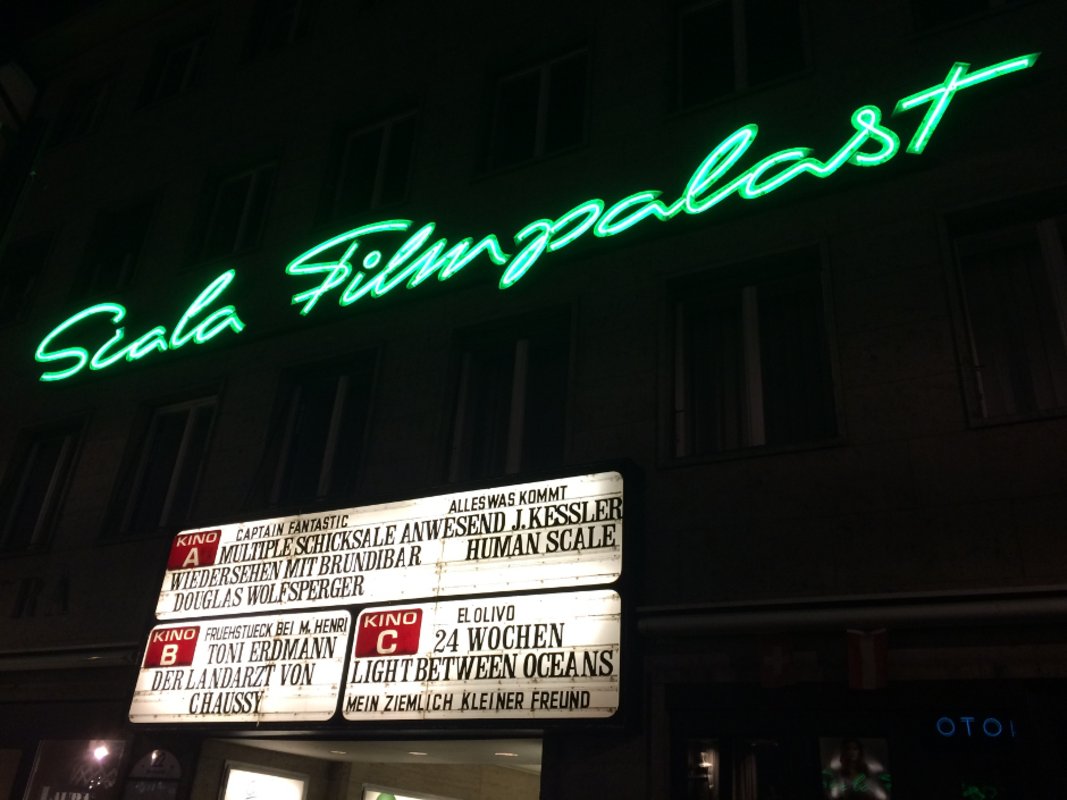 Scala Filmpalast
KINO A
CAPTAIN FANTASTIC ALLES WAS KOMMT
MULTIPLE SCHICKSALE ANWESEND J.KESSLER
WIEDERSEHEN MIT BRUNDIBAR HUMAN SCALE
DOUGLAS WOLFSPERGER
KINO B
FRUEHSTUECK BEI M. HENRI
TONI ERDMANN
DER LANDARZT VON
CHAUSSY
KINO C
EL OLIVO
24 WOCHEN
LIGHT BETWEEN OCEANS
MEIN ZIEMLICH KLEINER FREUND